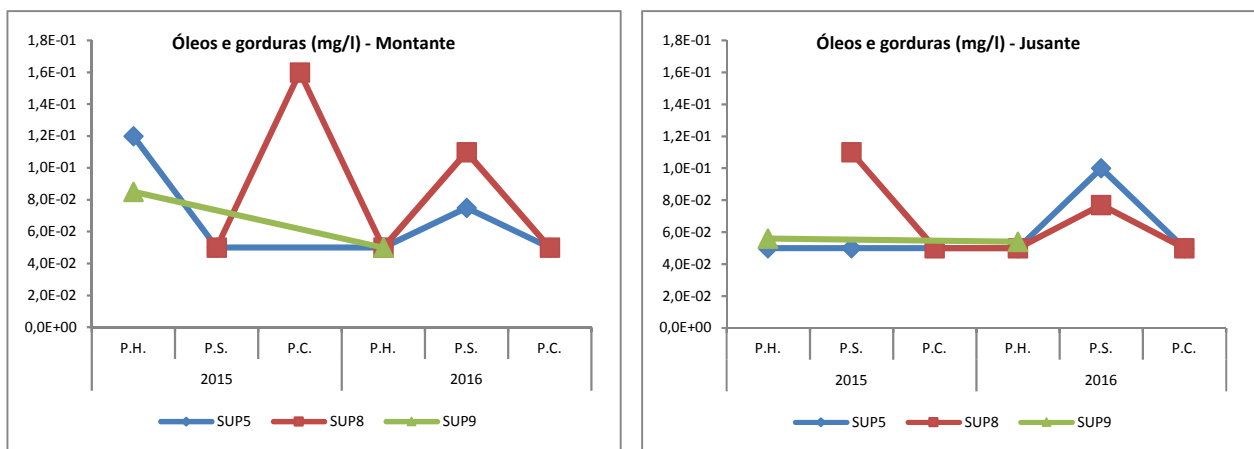 Óleos e gorduras (mg/l) - Montante
1,8E-01
1,6E-01
1,4E-01
1,2E-01
1,0E-01
8,0E-02
6,0E-02
4,0E-02
2,0E-02
0,0E+00
P.H. P.S. P.C. P.H. P.S. P.C.
2015 2016
SUP5 SUP8 SUP9
Óleos e gorduras (mg/l) - Jusante
1,8E-01
1,6E-01
1,4E-01
1,2E-01
1,0E-01
8,0E-02
6,0E-02
4,0E-02
2,0E-02
0,0E+00
P.H. P.S. P.C. P.H. P.S. P.C.
2015 2016
SUP5 SUP8 SUP9